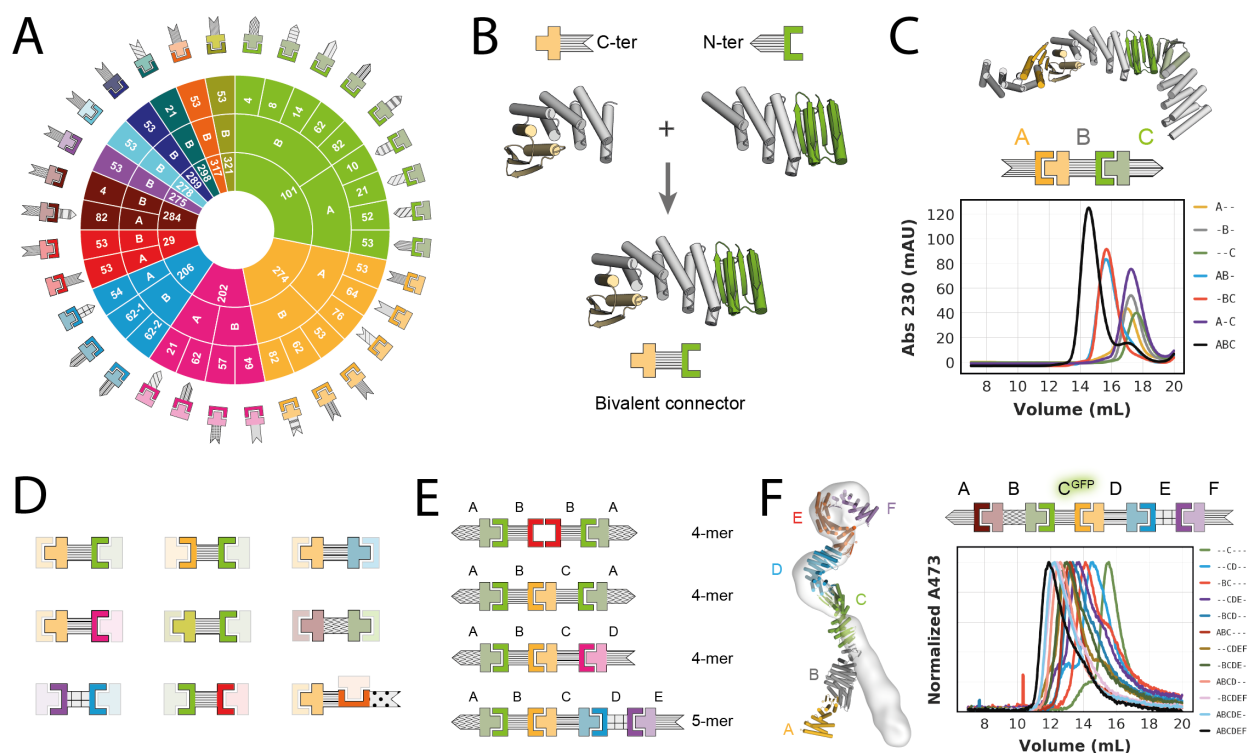 A
4
8
14
62
82
10
21
52
53
B
A
101
53
64
76
53
62
82
A
B
274
64
57
62
21
B
A
202
62-2
62-1
54
B
A
206
53
53
A
B
29
82
4
A
B
284
53
B
275
53
B
278
53
B
289
21
B
298
53
B
317
53
B
321
B
C-ter
N-ter
+
Bivalent connector
C
A B C
Abs 230 (mAU)
120
100
80
60
40
20
0
8 10 12 14 16 18 20
Volume (mL)
A--
-B-
--C
AB-
-BC
A-C
ABC
D
E
A B B A
4-mer
A B C A
4-mer
A B C D
4-mer
A B C D E
5-mer
F
E
F
D
C
B
A
A B C^GFP D E F
Normalized A473
8 10 12 14 16 18 20
Volume (mL)
--C---
--CD--
-BC---
--CDE-
-BCD--
ABC---
--CDEF
-BCDE-
ABCD--
-BCDEF
ABCDE-
ABCDEF